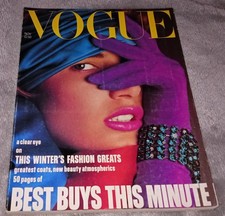 VOGUE
a clear eye
on
THIS WINTER'S FASHION GREATS
greatest coats, new beauty atmospherics
50 pages of
BEST BUYS THIS MINUTE